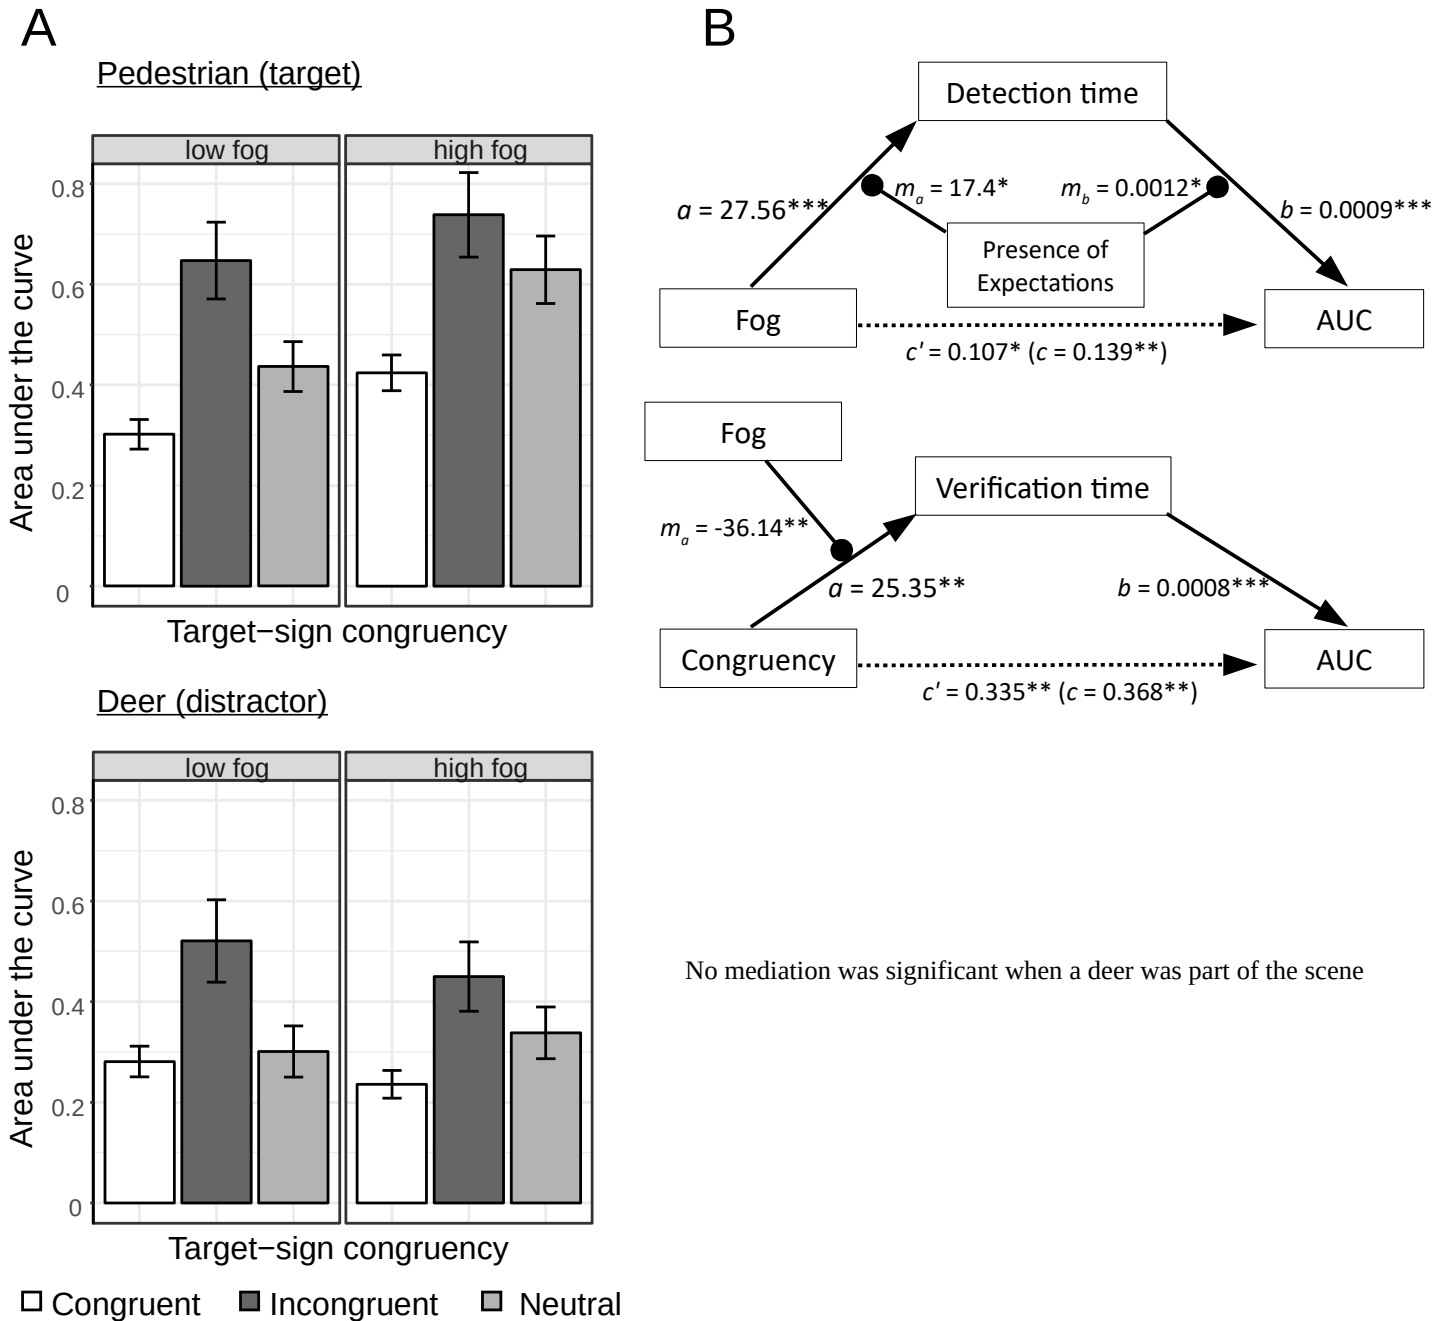 A
Pedestrian (target)
low fog
high fog
0.8
0.6
0.4
0.2
0
Area under the curve
Target−sign congruency
Deer (distractor)
low fog
high fog
0.8
0.6
0.4
0.2
0
Area under the curve
Target−sign congruency
Congruent
Incongruent
Neutral
B
Detection time
a = 27.56***
mₐ = 17.4*
m_b = 0.0012*
b = 0.0009***
Presence of
Expectations
Fog
AUC
c' = 0.107* (c = 0.139**)
Fog
Verification time
mₐ = -36.14**
a = 25.35**
b = 0.0008***
Congruency
AUC
c' = 0.335** (c = 0.368**)
No mediation was significant when a deer was part of the scene